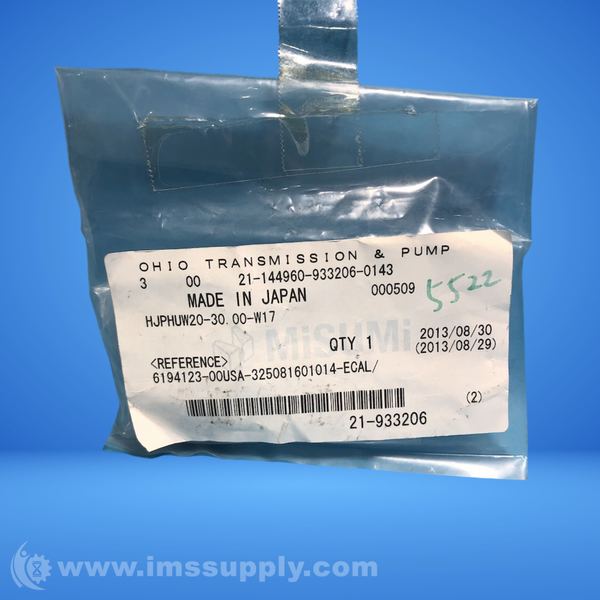 OHIO TRANSMISSION & PUMP
3 00 21-144960-933206-0143
MADE IN JAPAN 000509 5522
HJPHUW20-30.00-W17
MiSUMi
QTY 1 2013/08/30
(2013/08/29)
<REFERENCE>
6194123-00USA-325081601014-ECAL/
(2)
21-933206
www.imssupply.com